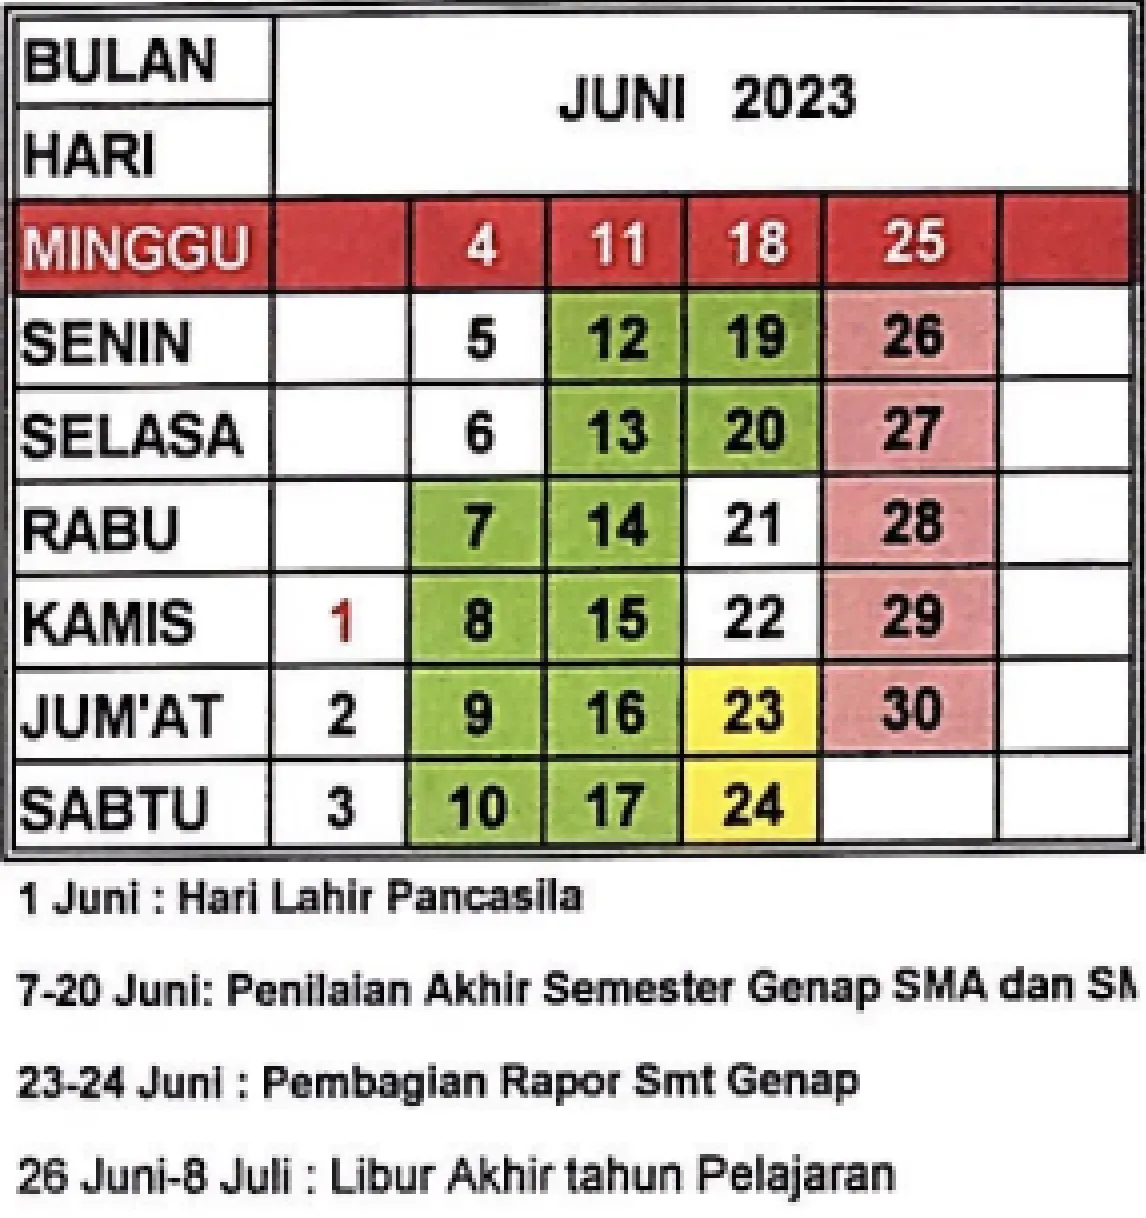 BULAN
JUNI 2023
HARI
MINGGU 4 11 18 25
SENIN 5 12 19 26
SELASA 6 13 20 27
RABU 7 14 21 28
KAMIS 1 8 15 22 29
JUM'AT 2 9 16 23 30
SABTU 3 10 17 24
1 Juni : Hari Lahir Pancasila
7-20 Juni: Penilaian Akhir Semester Genap SMA dan
23-24 Juni : Pembagian Rapor Smt Genap
26 Juni-8 Juli : Libur Akhir tahun Pelajaran